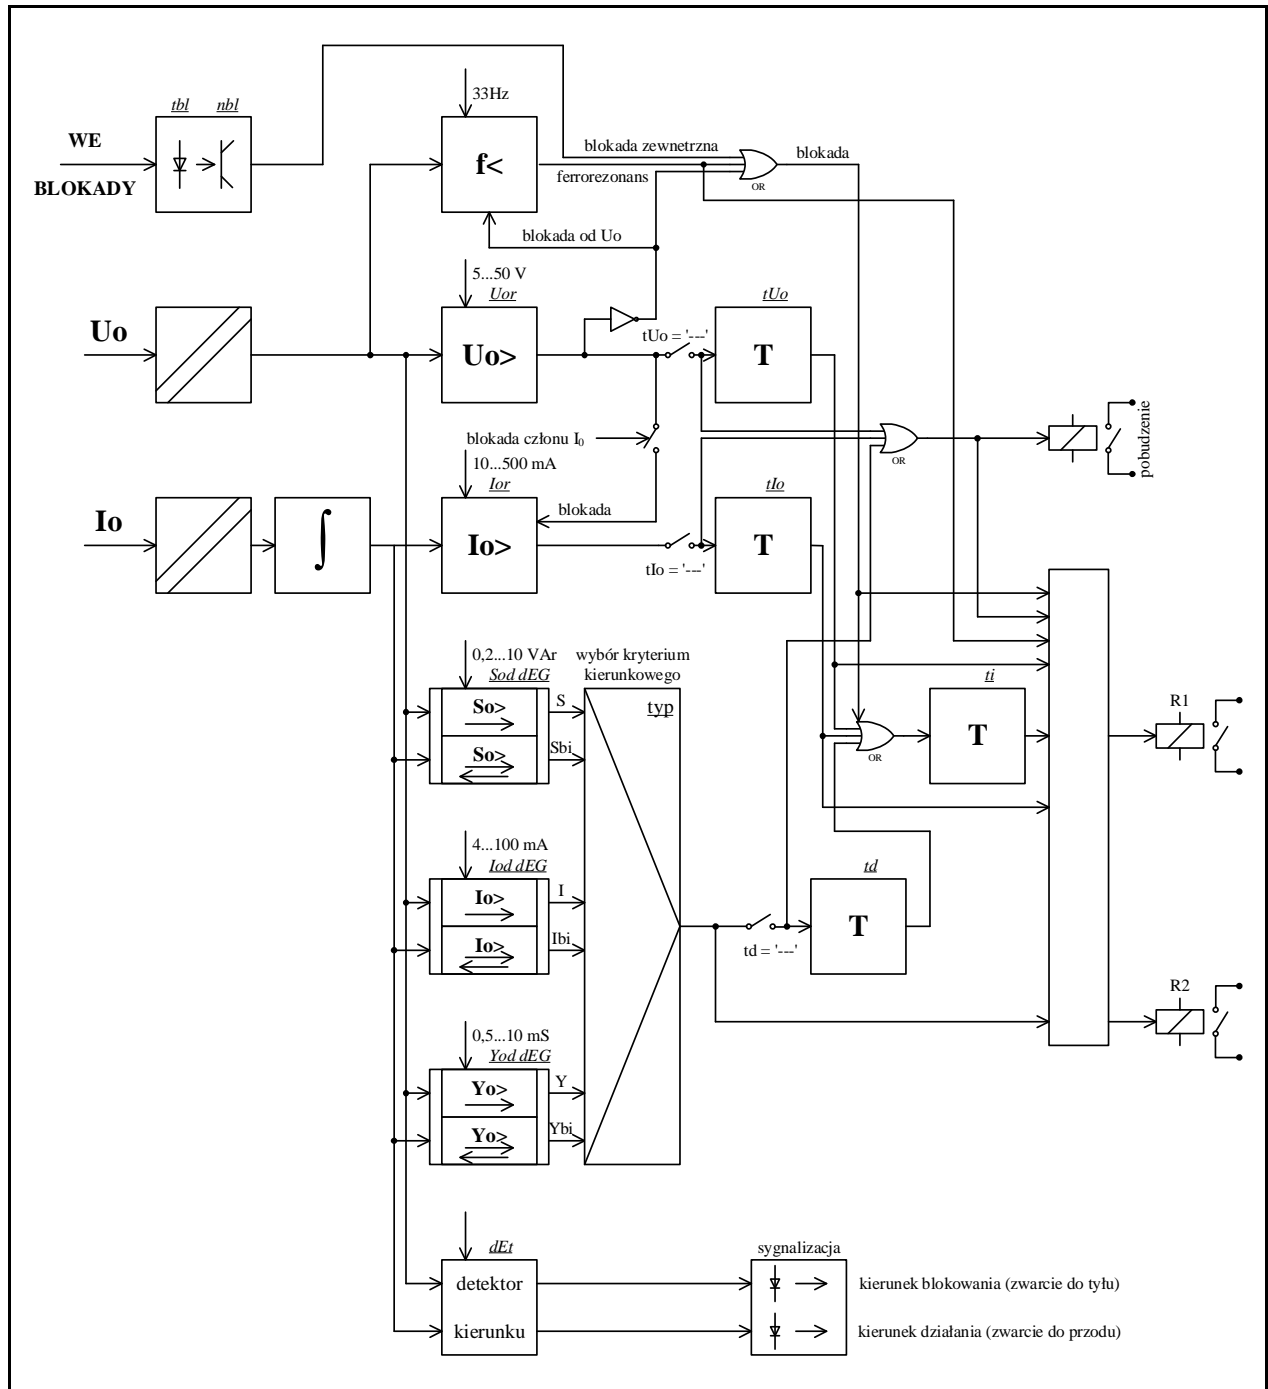 tbl nbl
33Hz
WE
BLOKADY
f<
blokada zewnetrzna
ferrorezonans
OR
blokada
blokada od Uo
5...50 V
Uor
tUo
Uo
Uo>
tUo = '---'
T
blokada członu I0
10...500 mA
Ior
OR
pobudzenie
tIo
Io
∫
blokada
Io>
tIo = '---'
T
0,2...10 VAr
Sod dEG
wybór kryterium
kierunkowego
So>
S
typ
So>
Sbi
ti
OR
T
R1
4...100 mA
Iod dEG
Io>
I
Io>
Ibi
td
td = '---'
T
R2
0,5...10 mS
Yod dEG
Yo>
Y
Yo>
Ybi
dEt
sygnalizacja
detektor
kierunku
kierunek blokowania (zwarcie do tyłu)
kierunek działania (zwarcie do przodu)